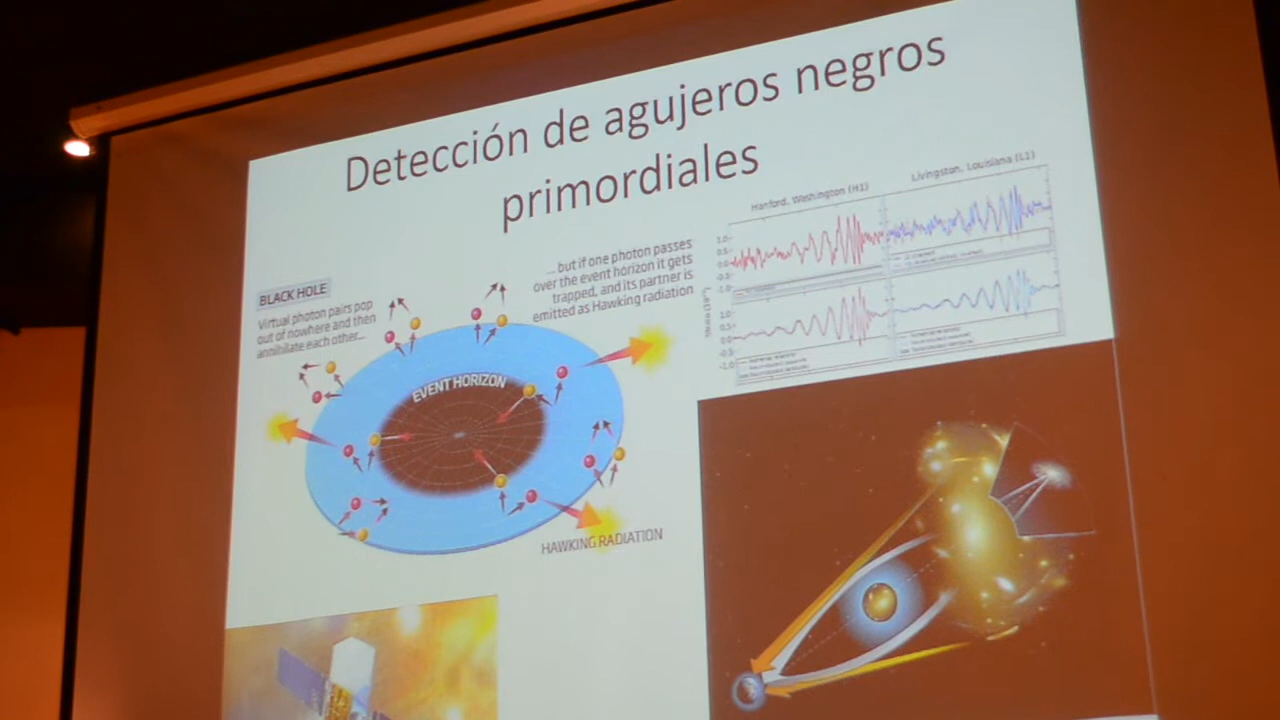 Detección de agujeros negros
primordiales
BLACK HOLE
Virtual photon pairs pop
out of nowhere and then
annihilate each other...
... but if one photon passes
over the event horizon it gets
trapped, and its partner is
emitted as Hawking radiation
EVENT HORIZON
HAWKING RADIATION
Hanford, Washington (H1)
Livingston, Louisiana (L1)